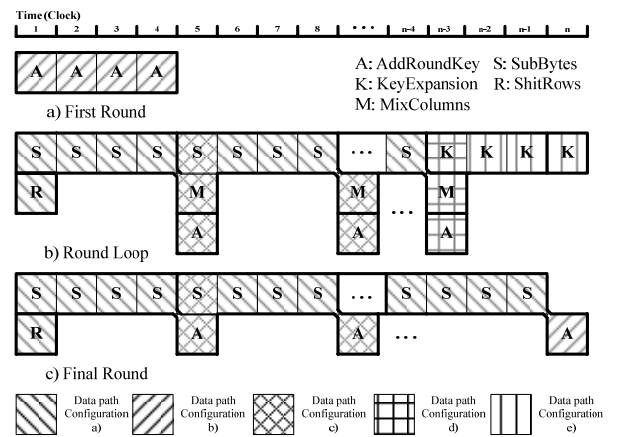 Time (Clock)
1 2 3 4 5 6 7 8 ... n-4 n-3 n-2 n-1 n
A A A A
A: AddRoundKey S: SubBytes
K: KeyExpansion R: ShitRows
M: MixColumns
a) First Round
S S S S S S S S ... S K K K K
R M M ... M
A A A
b) Round Loop
S S S S S S S S ... S S S S
R A A ... A
c) Final Round
Data path Configuration a)
Data path Configuration b)
Data path Configuration c)
Data path Configuration d)
Data path Configuration e)